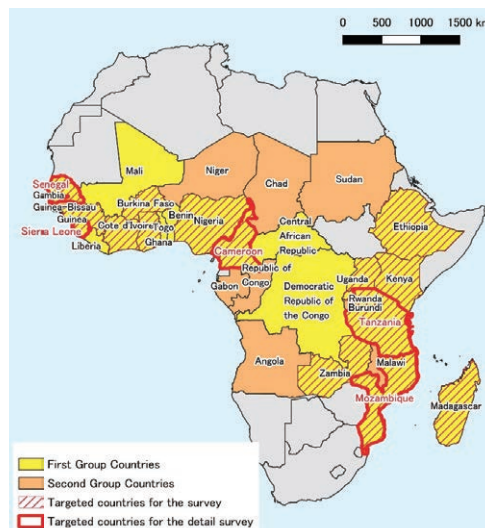 0 500 1000 1500 km
Mali
Niger
Chad
Sudan
Senegal
Gambia
Guinea-Bissau
Guinea
Sierra Leone
Liberia
Burkina Faso
Cote d'Ivoire
Ghana
Togo
Benin
Nigeria
Cameroon
Central
African
Republic
Ethiopia
Republic of
Congo
Gabon
Democratic
Republic of
the Congo
Uganda
Kenya
Rwanda
Burundi
Tanzania
Angola
Zambia
Malawi
Mozambique
Madagascar
First Group Countries
Second Group Countries
Targeted countries for the survey
Targeted countries for the detail survey